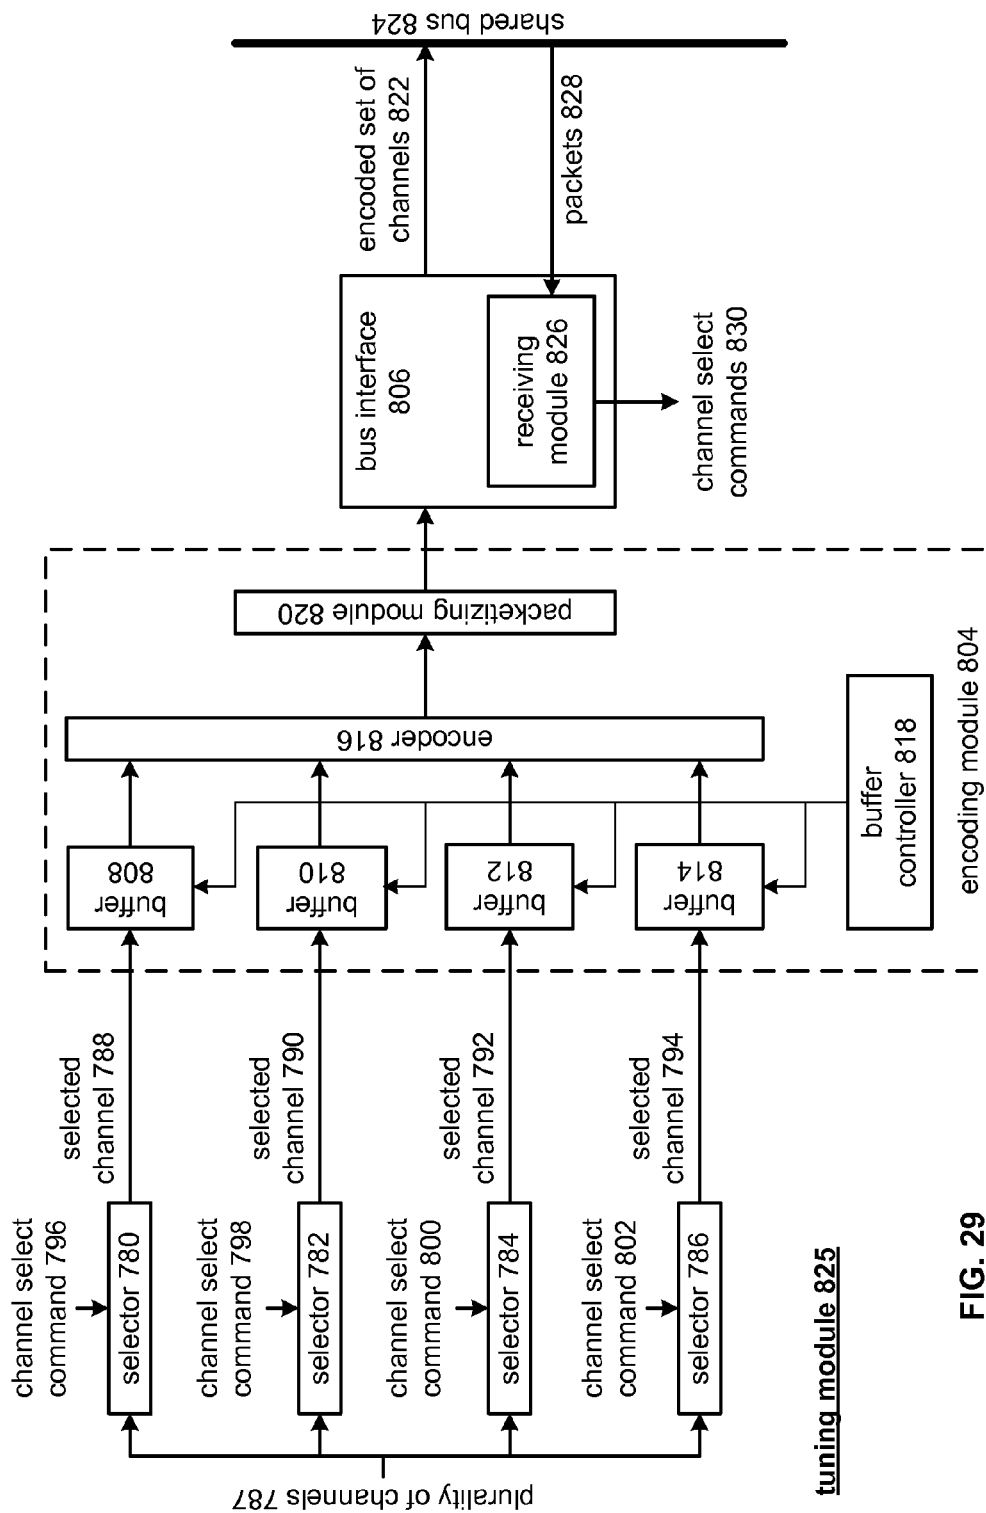 plurality of channels 787
channel select
command 796
selector 780
selected
channel 788
buffer
808
channel select
command 798
selector 782
selected
channel 790
buffer
810
channel select
command 800
selector 784
selected
channel 792
buffer
812
channel select
command 802
selector 786
selected
channel 794
buffer
814
encoder 816
buffer
controller 818
packetizing module 820
encoding module 804
bus interface
806
receiving
module 826
channel select
commands 830
encoded set of
channels 822
packets 828
shared bus 824
tuning module 825
FIG. 29